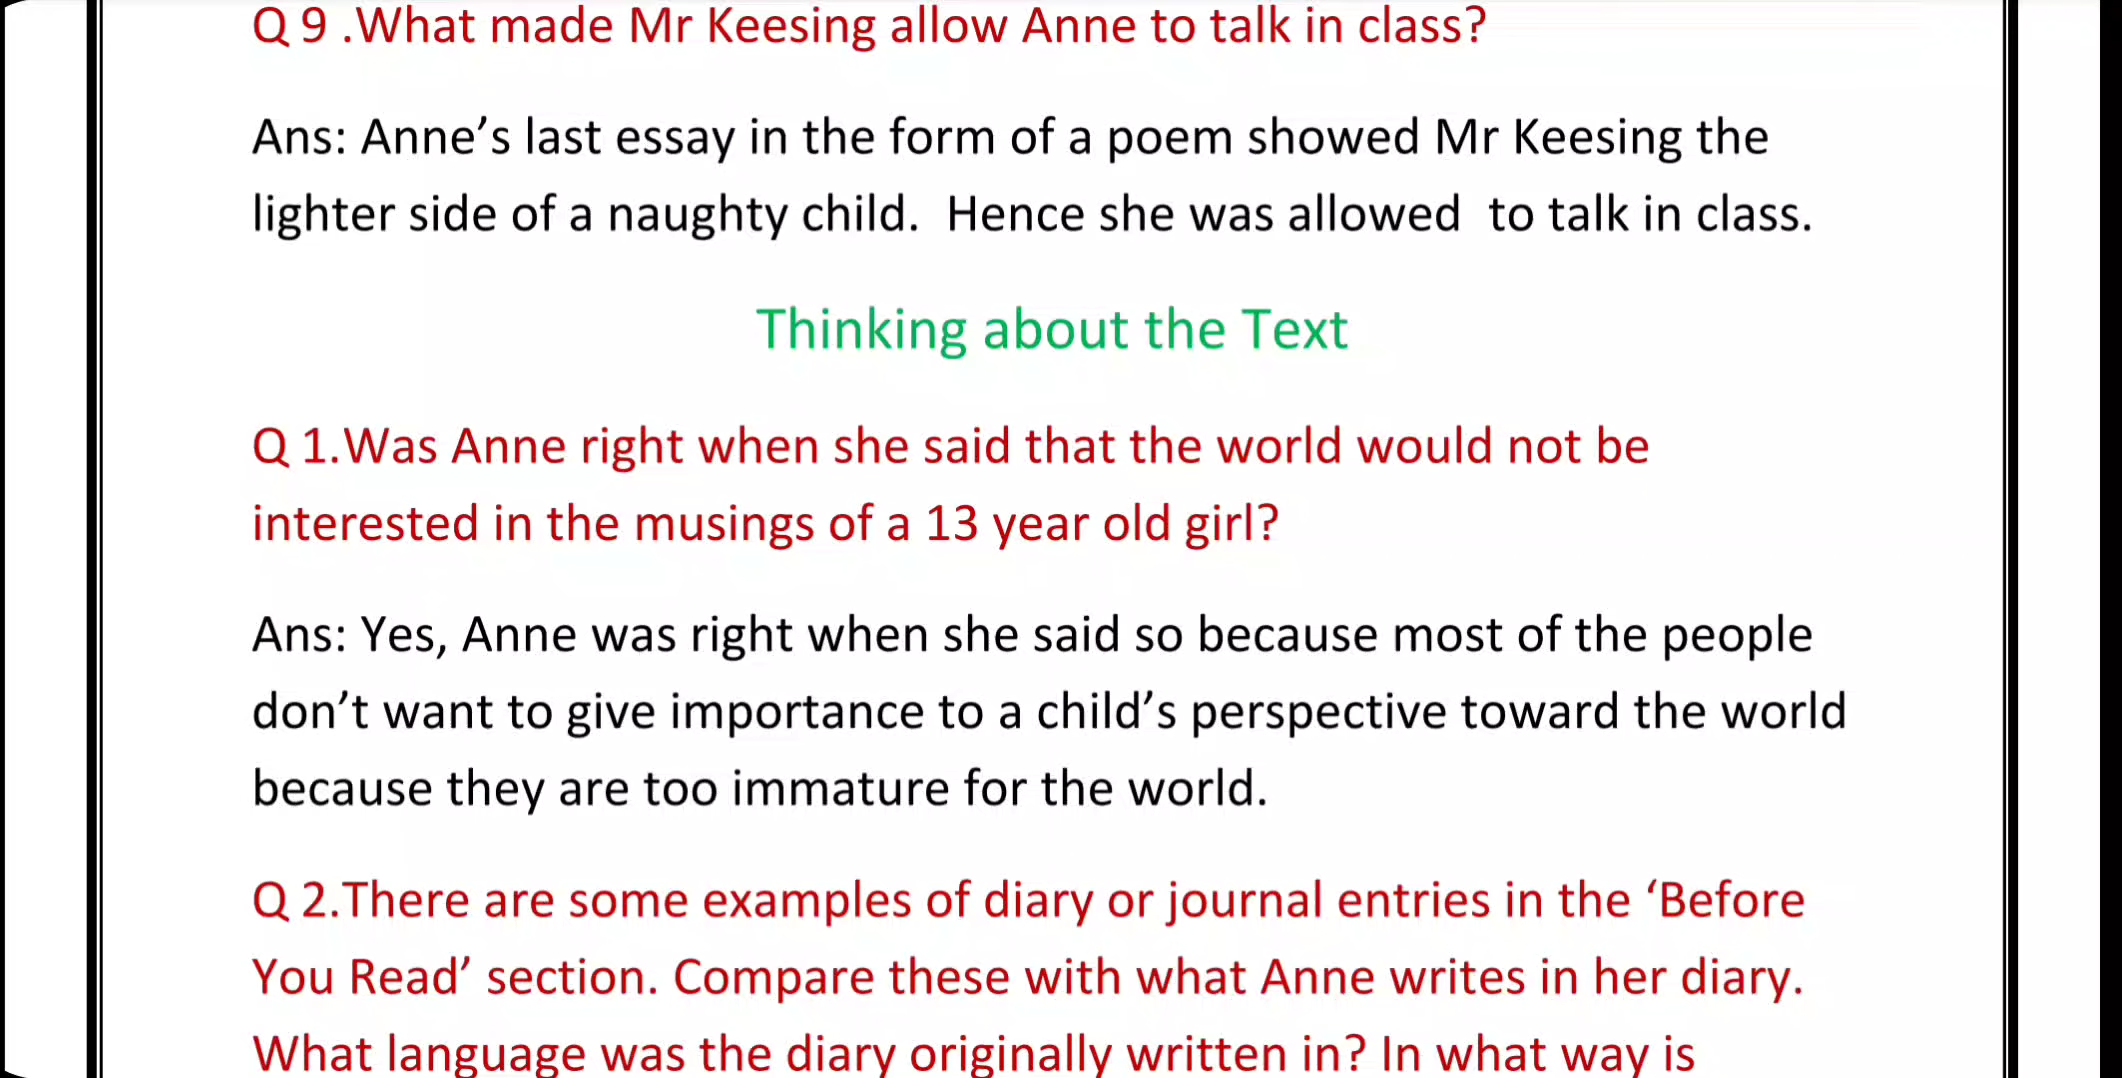 Q 9 .What made Mr Keesing allow Anne to talk in class?
Ans: Anne’s last essay in the form of a poem showed Mr Keesing the
lighter side of a naughty child.  Hence she was allowed  to talk in class.
Thinking about the Text
Q 1.Was Anne right when she said that the world would not be
interested in the musings of a 13 year old girl?
Ans: Yes, Anne was right when she said so because most of the people
don’t want to give importance to a child’s perspective toward the world
because they are too immature for the world.
Q 2.There are some examples of diary or journal entries in the ‘Before
You Read’ section. Compare these with what Anne writes in her diary.
What language was the diary originally written in? In what way is